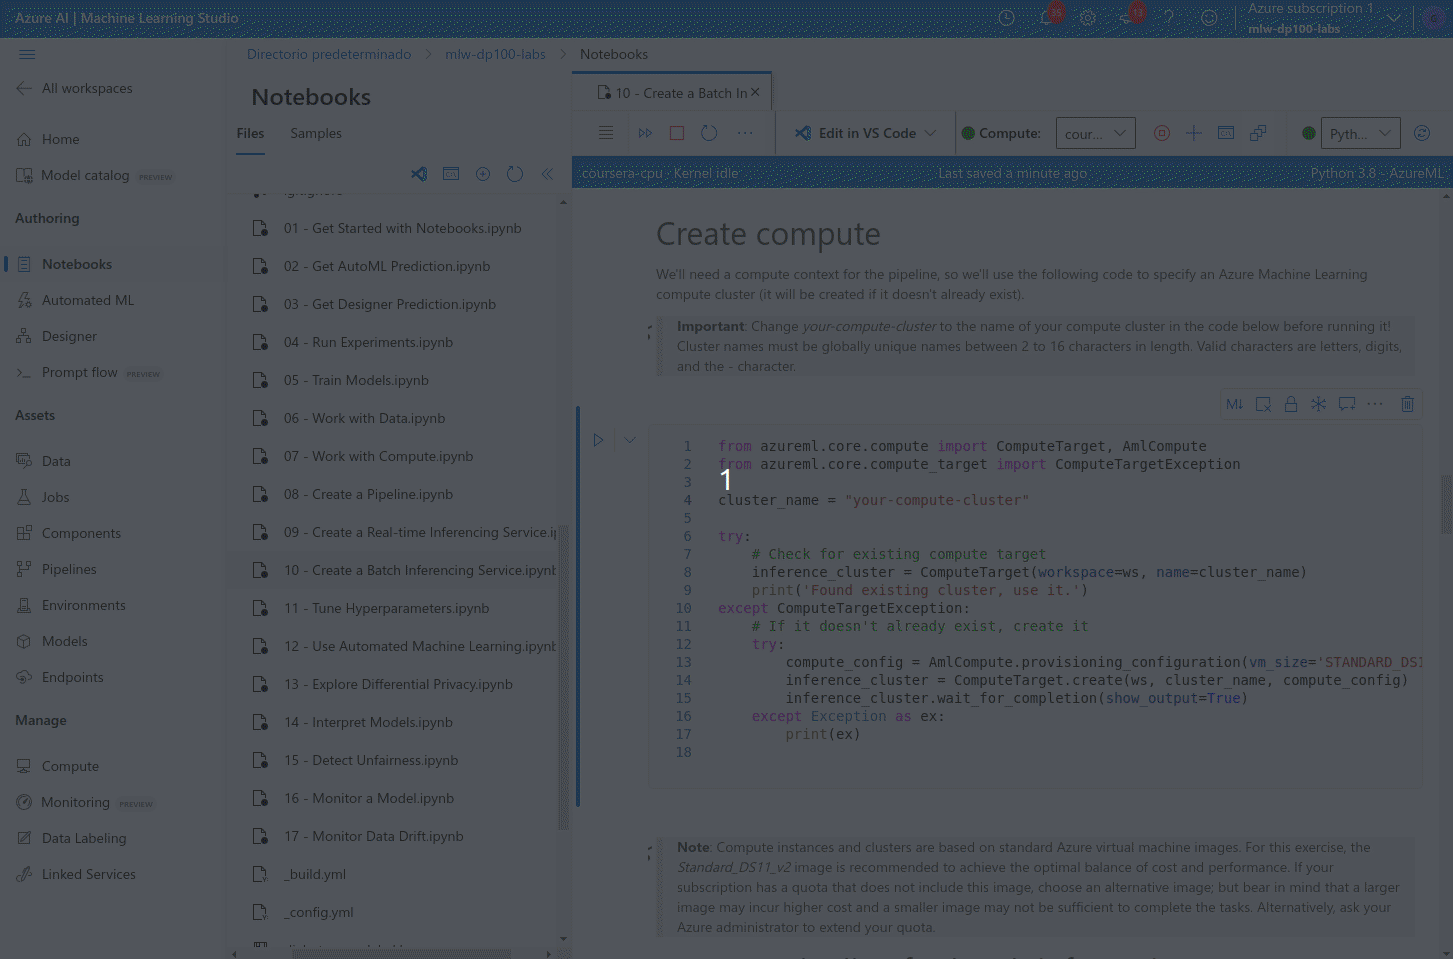 Azure AI | Machine Learning Studio
35
13
Azure subscription 1
mlw-dp100-labs
G
All workspaces
Home
Model catalog PREVIEW
Authoring
Notebooks
Automated ML
Designer
Prompt flow PREVIEW
Assets
Data
Jobs
Components
Pipelines
Environments
Models
Endpoints
Manage
Compute
Monitoring PREVIEW
Data Labeling
Linked Services
Directorio predeterminado > mlw-dp100-labs > Notebooks
Notebooks
Files Samples
01 - Get Started with Notebooks.ipynb
02 - Get AutoML Prediction.ipynb
03 - Get Designer Prediction.ipynb
04 - Run Experiments.ipynb
05 - Train Models.ipynb
06 - Work with Data.ipynb
07 - Work with Compute.ipynb
08 - Create a Pipeline.ipynb
09 - Create a Real-time Inferencing Service.i
10 - Create a Batch Inferencing Service.ipynb
11 - Tune Hyperparameters.ipynb
12 - Use Automated Machine Learning.ipynb
13 - Explore Differential Privacy.ipynb
14 - Interpret Models.ipynb
15 - Detect Unfairness.ipynb
16 - Monitor a Model.ipynb
17 - Monitor Data Drift.ipynb
_build.yml
_config.yml
10 - Create a Batch In
Edit in VS Code Compute: cour... Pyth...
coursera-cpu · Kernel idle Last saved a minute ago Python 3.8 - AzureML
Create compute
We'll need a compute context for the pipeline, so we'll use the following code to specify an Azure Machine Learning
compute cluster (it will be created if it doesn't already exist).
Important: Change your-compute-cluster to the name of your compute cluster in the code below before running it!
Cluster names must be globally unique names between 2 to 16 characters in length. Valid characters are letters, digits,
and the - character.
M↓
1 from azureml.core.compute import ComputeTarget, AmlCompute
2 from azureml.core.compute_target import ComputeTargetException
1
3
4 cluster_name = "your-compute-cluster"
5
6 try:
7 # Check for existing compute target
8 inference_cluster = ComputeTarget(workspace=ws, name=cluster_name)
9 print('Found existing cluster, use it.')
10 except ComputeTargetException:
11 # If it doesn't already exist, create it
12 try:
13 compute_config = AmlCompute.provisioning_configuration(vm_size='STANDARD_DS1
14 inference_cluster = ComputeTarget.create(ws, cluster_name, compute_config)
15 inference_cluster.wait_for_completion(show_output=True)
16 except Exception as ex:
17 print(ex)
18
Note: Compute instances and clusters are based on standard Azure virtual machine images. For this exercise, the
Standard_DS11_v2 image is recommended to achieve the optimal balance of cost and performance. If your
subscription has a quota that does not include this image, choose an alternative image; but bear in mind that a larger
image may incur higher cost and a smaller image may not be sufficient to complete the tasks. Alternatively, ask your
Azure administrator to extend your quota.